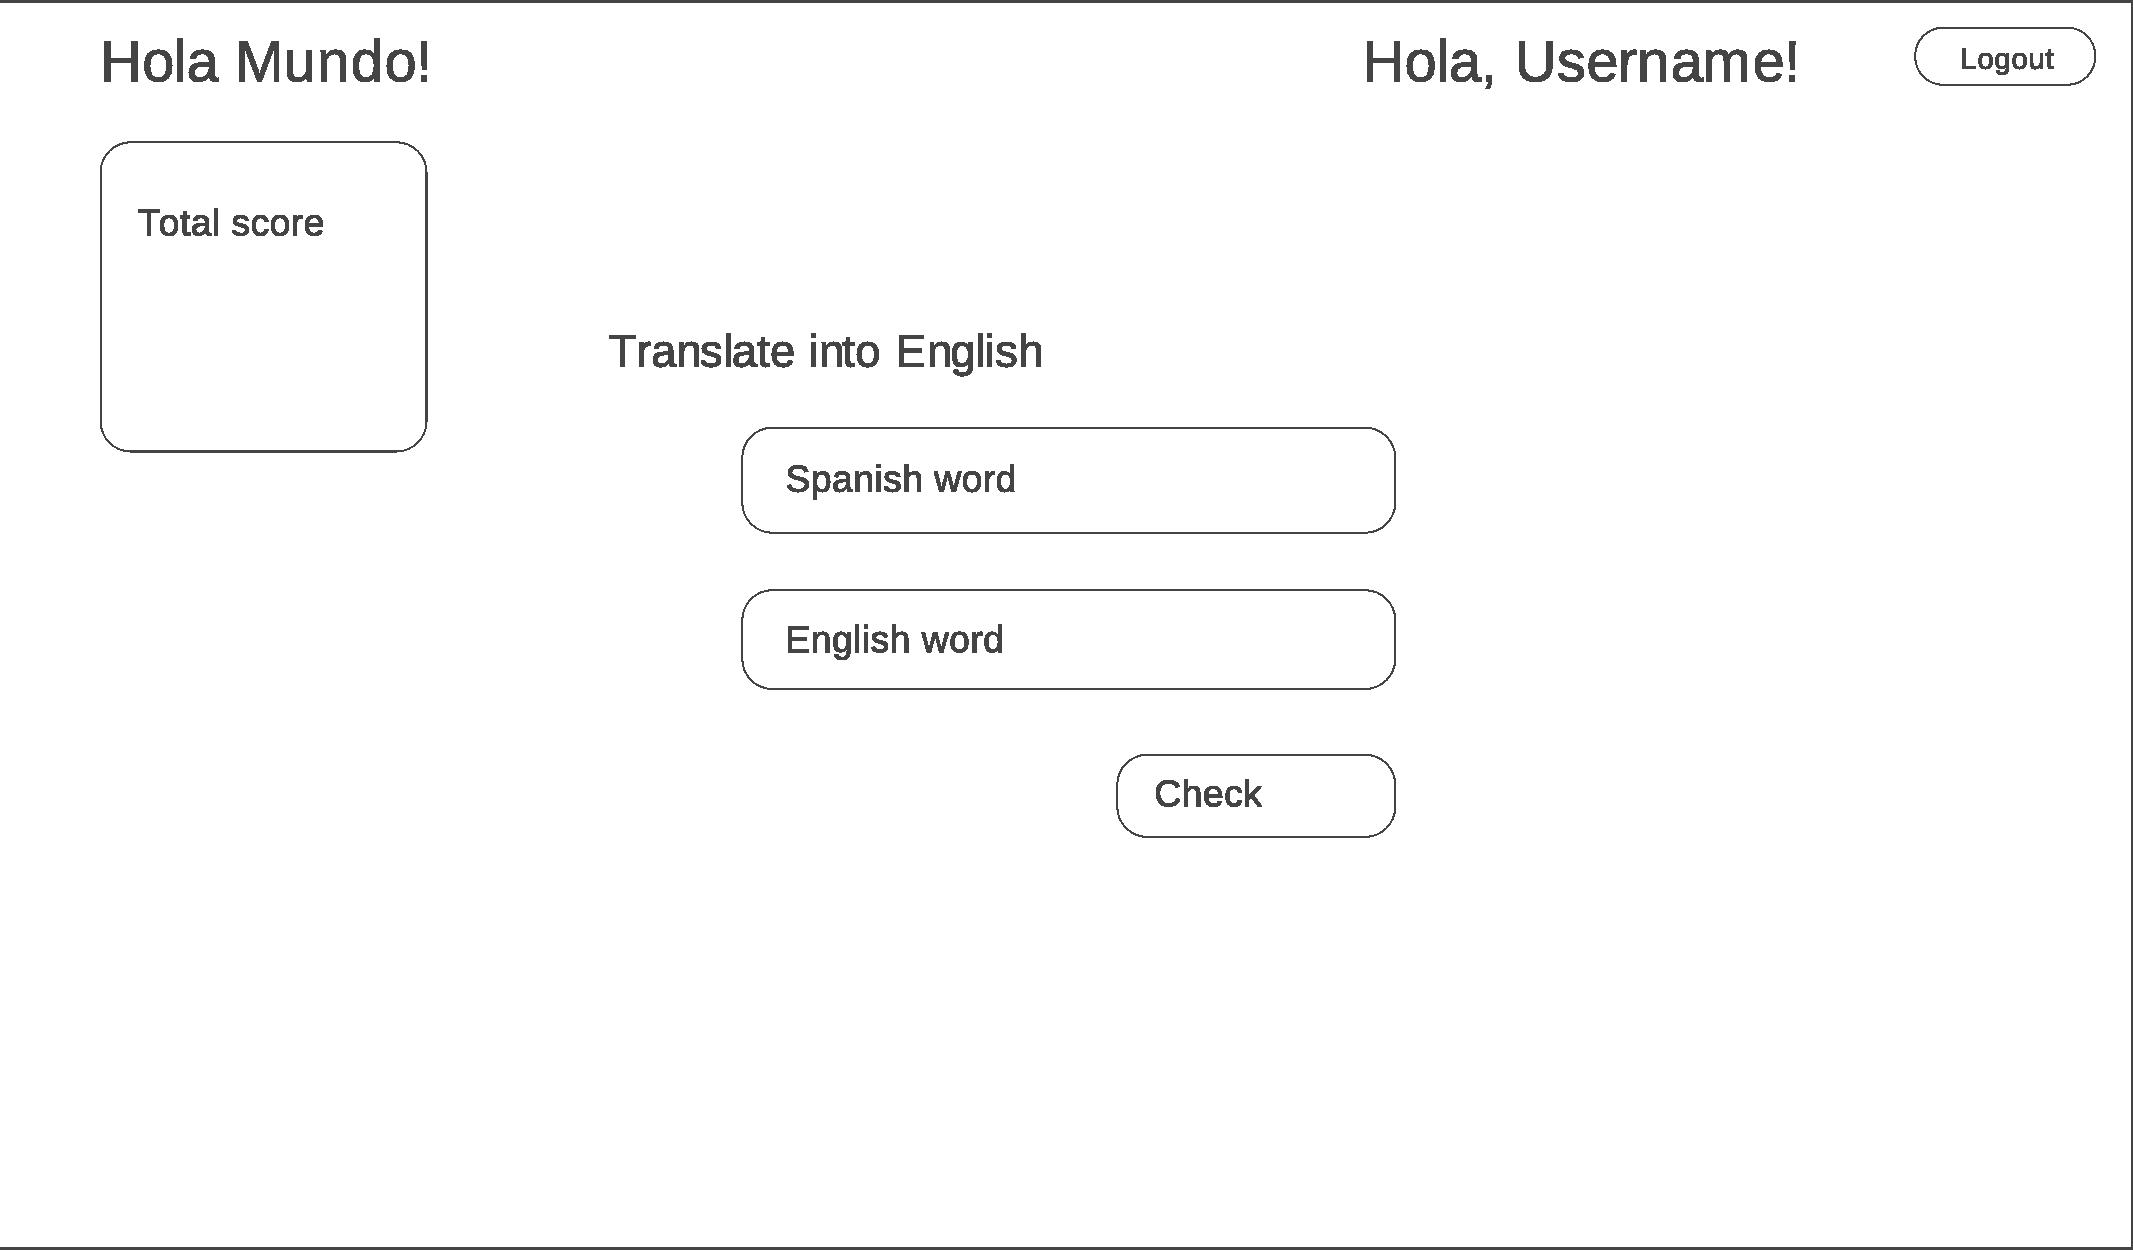 Hola Mundo!
Hola, Username!
Logout
Total score
Translate into English
Spanish word
English word
Check